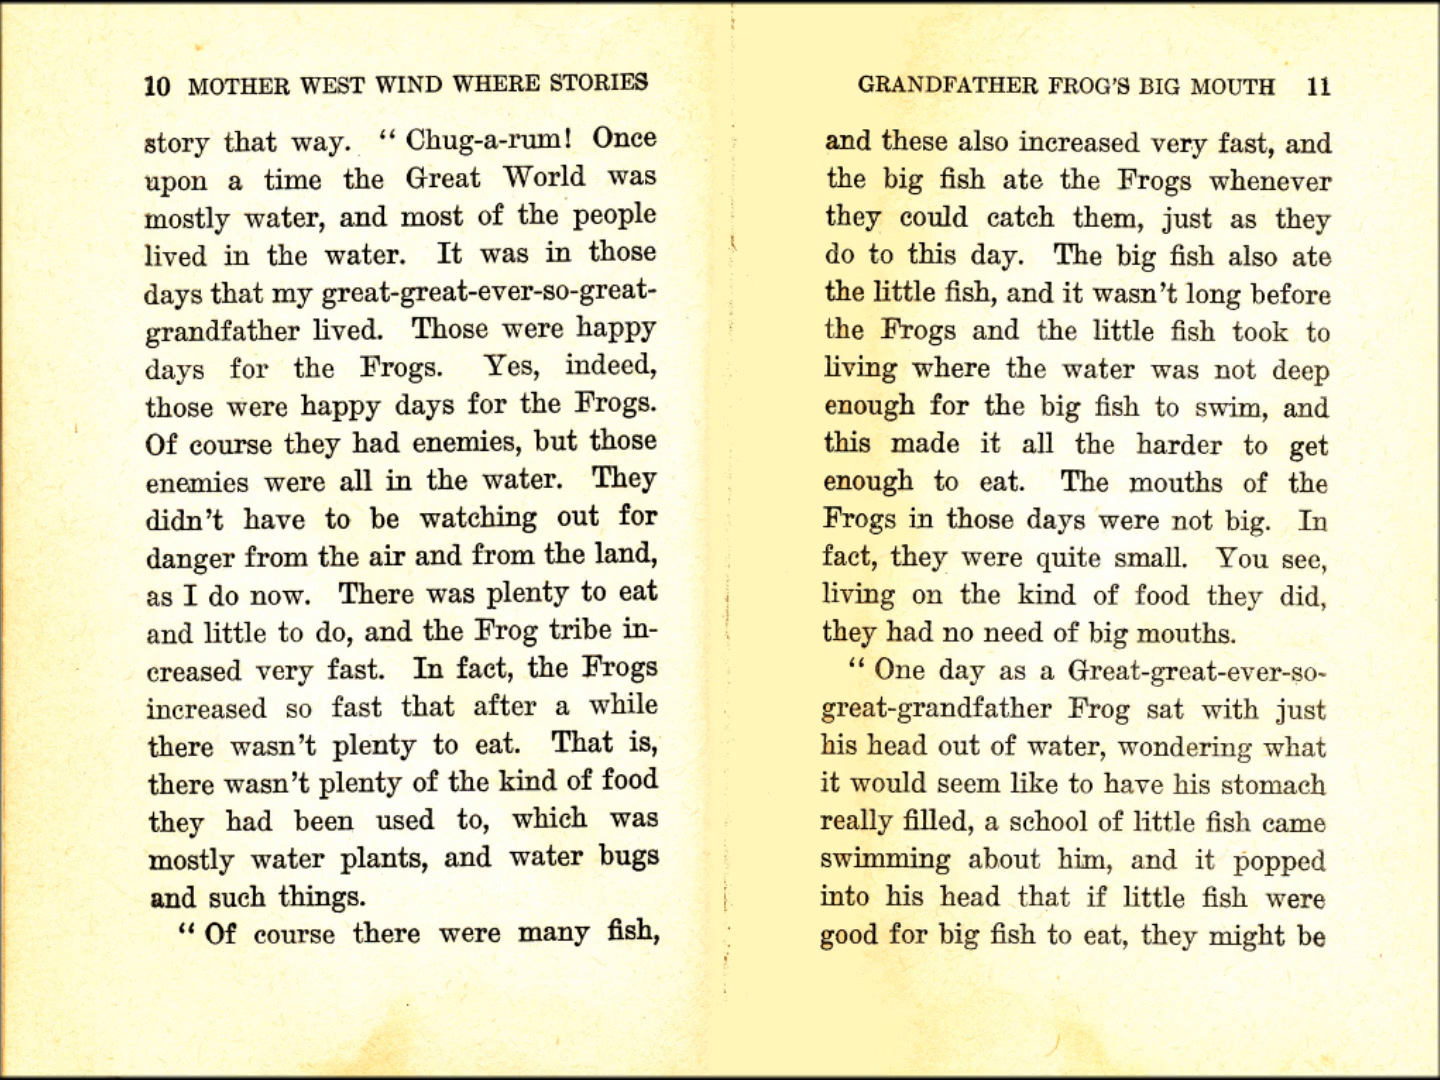 10 MOTHER WEST WIND WHERE STORIES
story that way. “ Chug-a-rum! Once
upon a time the Great World was
mostly water, and most of the people
lived in the water. It was in those
days that my great-great-ever-so-great-
grandfather lived. Those were happy
days for the Frogs. Yes, indeed,
those were happy days for the Frogs.
Of course they had enemies, but those
enemies were all in the water. They
didn’t have to be watching out for
danger from the air and from the land,
as I do now. There was plenty to eat
and little to do, and the Frog tribe in-
creased very fast. In fact, the Frogs
increased so fast that after a while
there wasn’t plenty to eat. That is,
there wasn’t plenty of the kind of food
they had been used to, which was
mostly water plants, and water bugs
and such things.
“ Of course there were many fish,
GRANDFATHER FROG’S BIG MOUTH 11
and these also increased very fast, and
the big fish ate the Frogs whenever
they could catch them, just as they
do to this day. The big fish also ate
the little fish, and it wasn’t long before
the Frogs and the little fish took to
living where the water was not deep
enough for the big fish to swim, and
this made it all the harder to get
enough to eat. The mouths of the
Frogs in those days were not big. In
fact, they were quite small. You see,
living on the kind of food they did,
they had no need of big mouths.
“ One day as a Great-great-ever-so-
great-grandfather Frog sat with just
his head out of water, wondering what
it would seem like to have his stomach
really filled, a school of little fish came
swimming about him, and it popped
into his head that if little fish were
good for big fish to eat, they might be